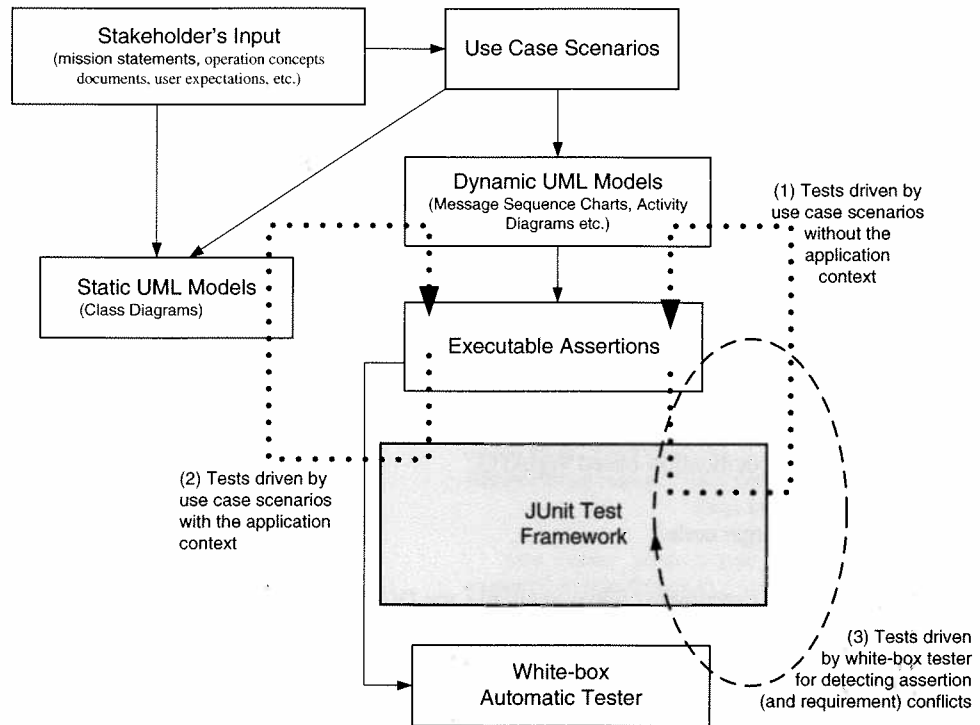 Stakeholder's Input
(mission statements, operation concepts
documents, user expectations, etc.)
Use Case Scenarios
Dynamic UML Models
(Message Sequence Charts, Activity
Diagrams etc.)
(1) Tests driven by
use case scenarios
without the
application
context
Static UML Models
(Class Diagrams)
Executable Assertions
(2) Tests driven by
use case scenarios
with the application
context
JUnit Test
Framework
(3) Tests driven
by white-box tester
for detecting assertion
(and requirement) conflicts
White-box
Automatic Tester